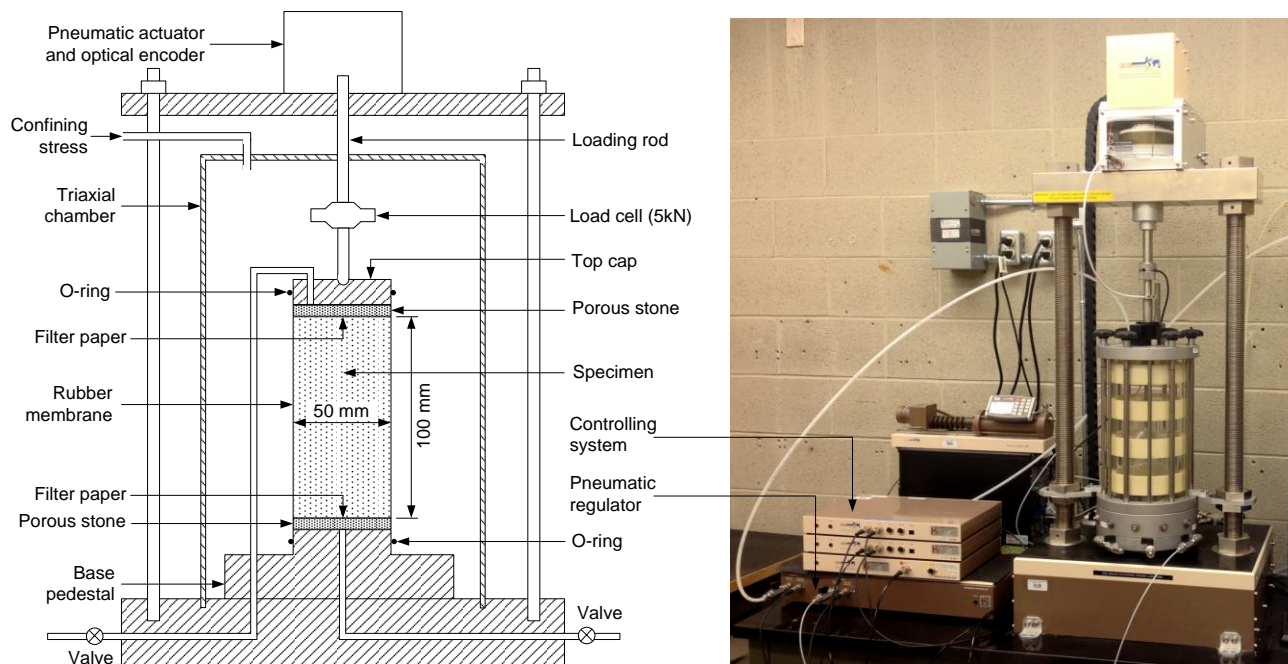 Pneumatic actuator
and optical encoder
Confining
stress
Loading rod
Triaxial
chamber
Load cell (5kN)
Top cap
O-ring
Porous stone
Filter paper
Specimen
Rubber
membrane
50 mm
100 mm
Controlling
system
Pneumatic
regulator
Filter paper
Porous stone
O-ring
Base
pedestal
Valve
Valve